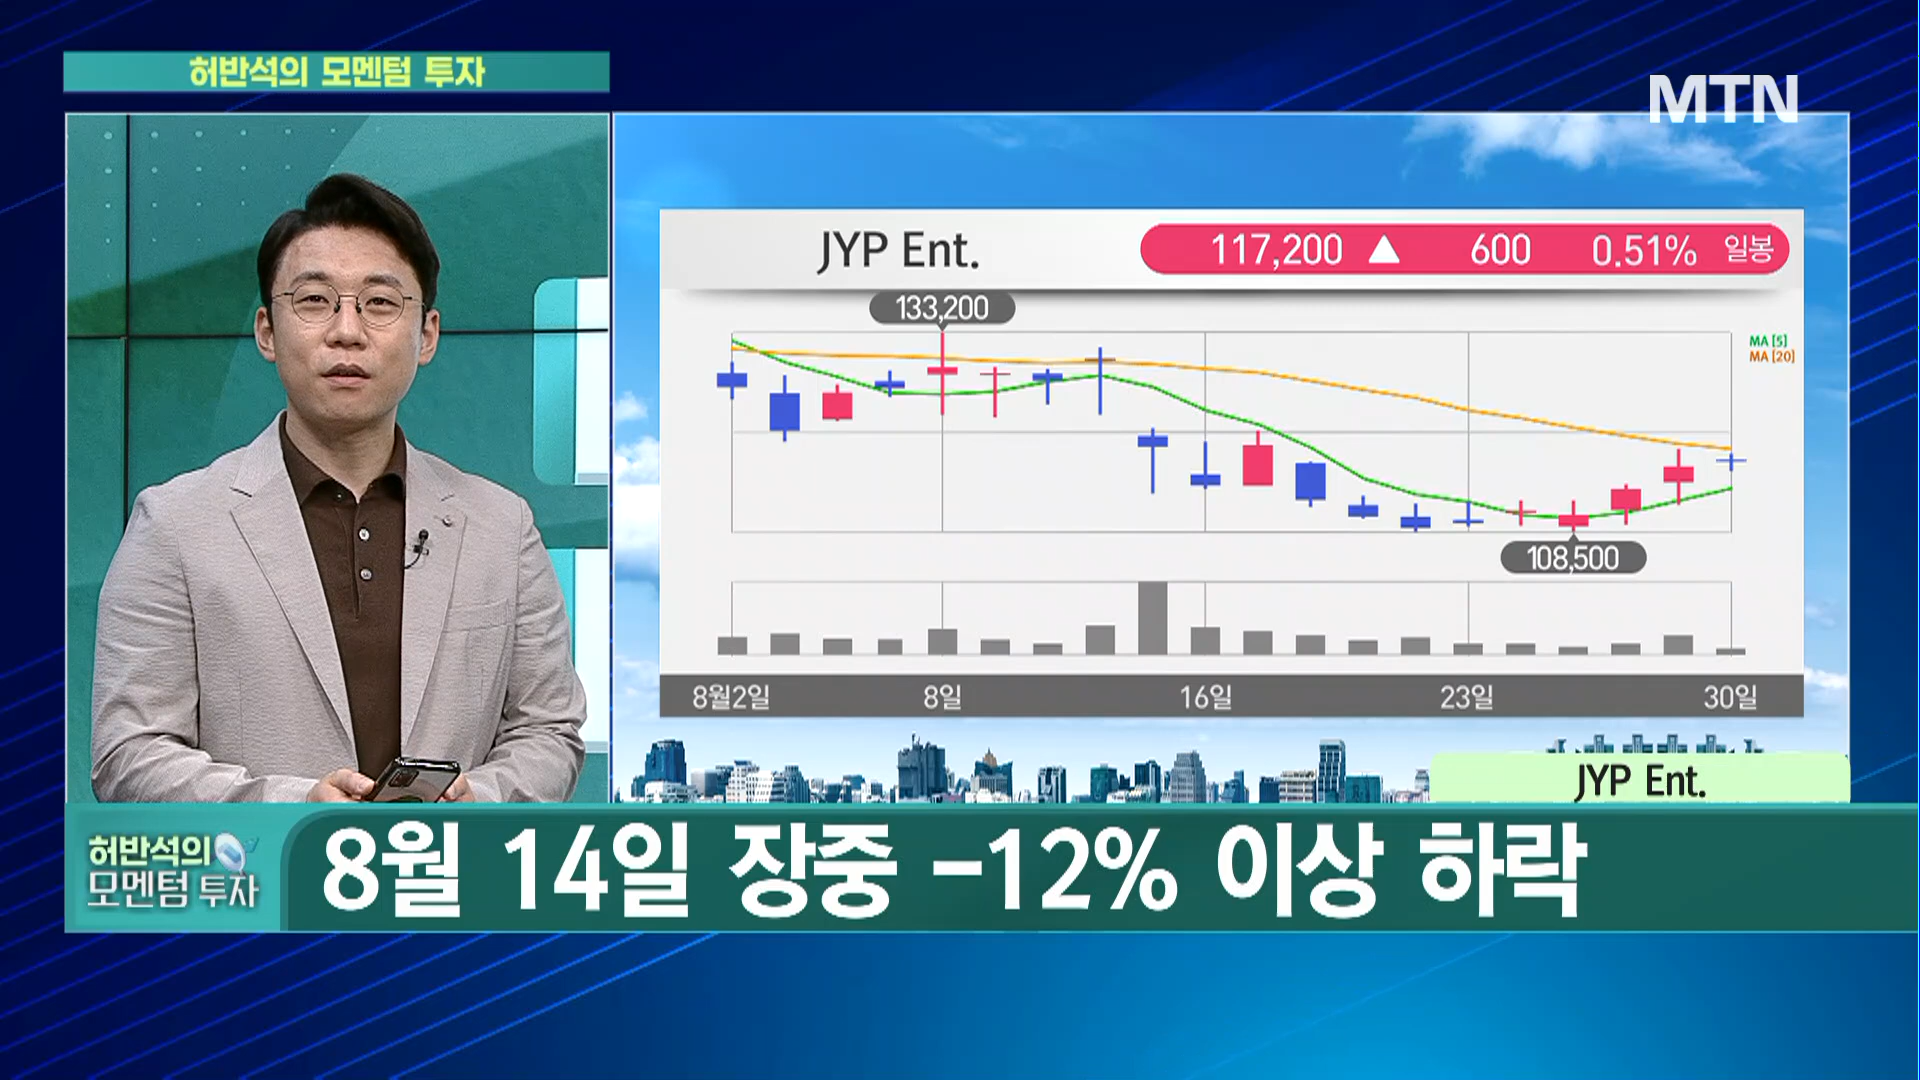 허반석의 모멘텀 투자
MTN
JYP Ent.
117,200 ▲ 600 0.51% 일봉
133,200
MA [5]
MA [20]
108,500
8월2일 8일 16일 23일 30일
JYP Ent.
허반석의
모멘텀 투자
8월 14일 장중 -12% 이상 하락